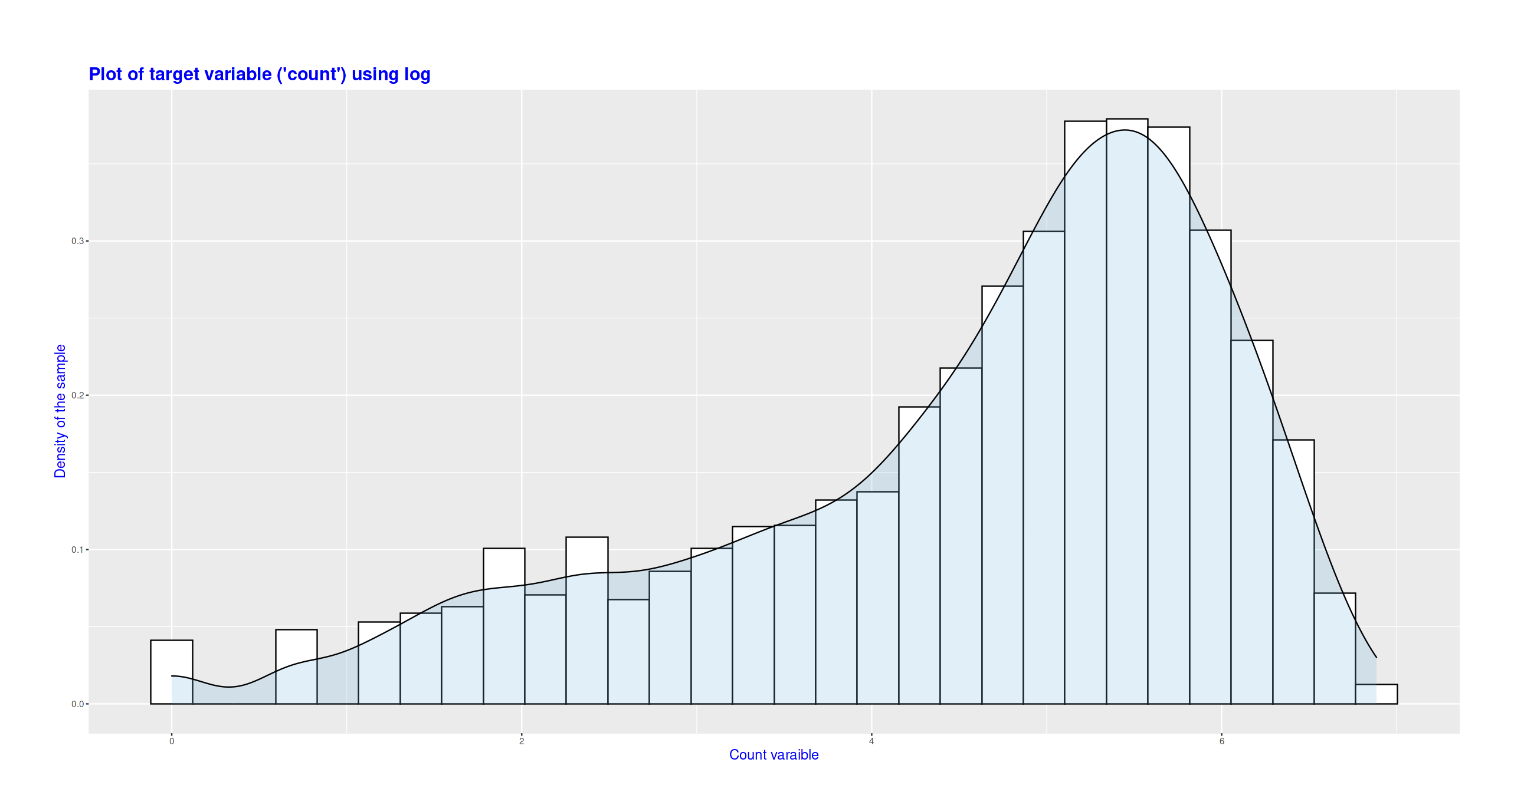 Plot of target variable ('count') using log
Density of the sample
0.3
0.2
0.1
0.0
0 2 4 6
Count varaible